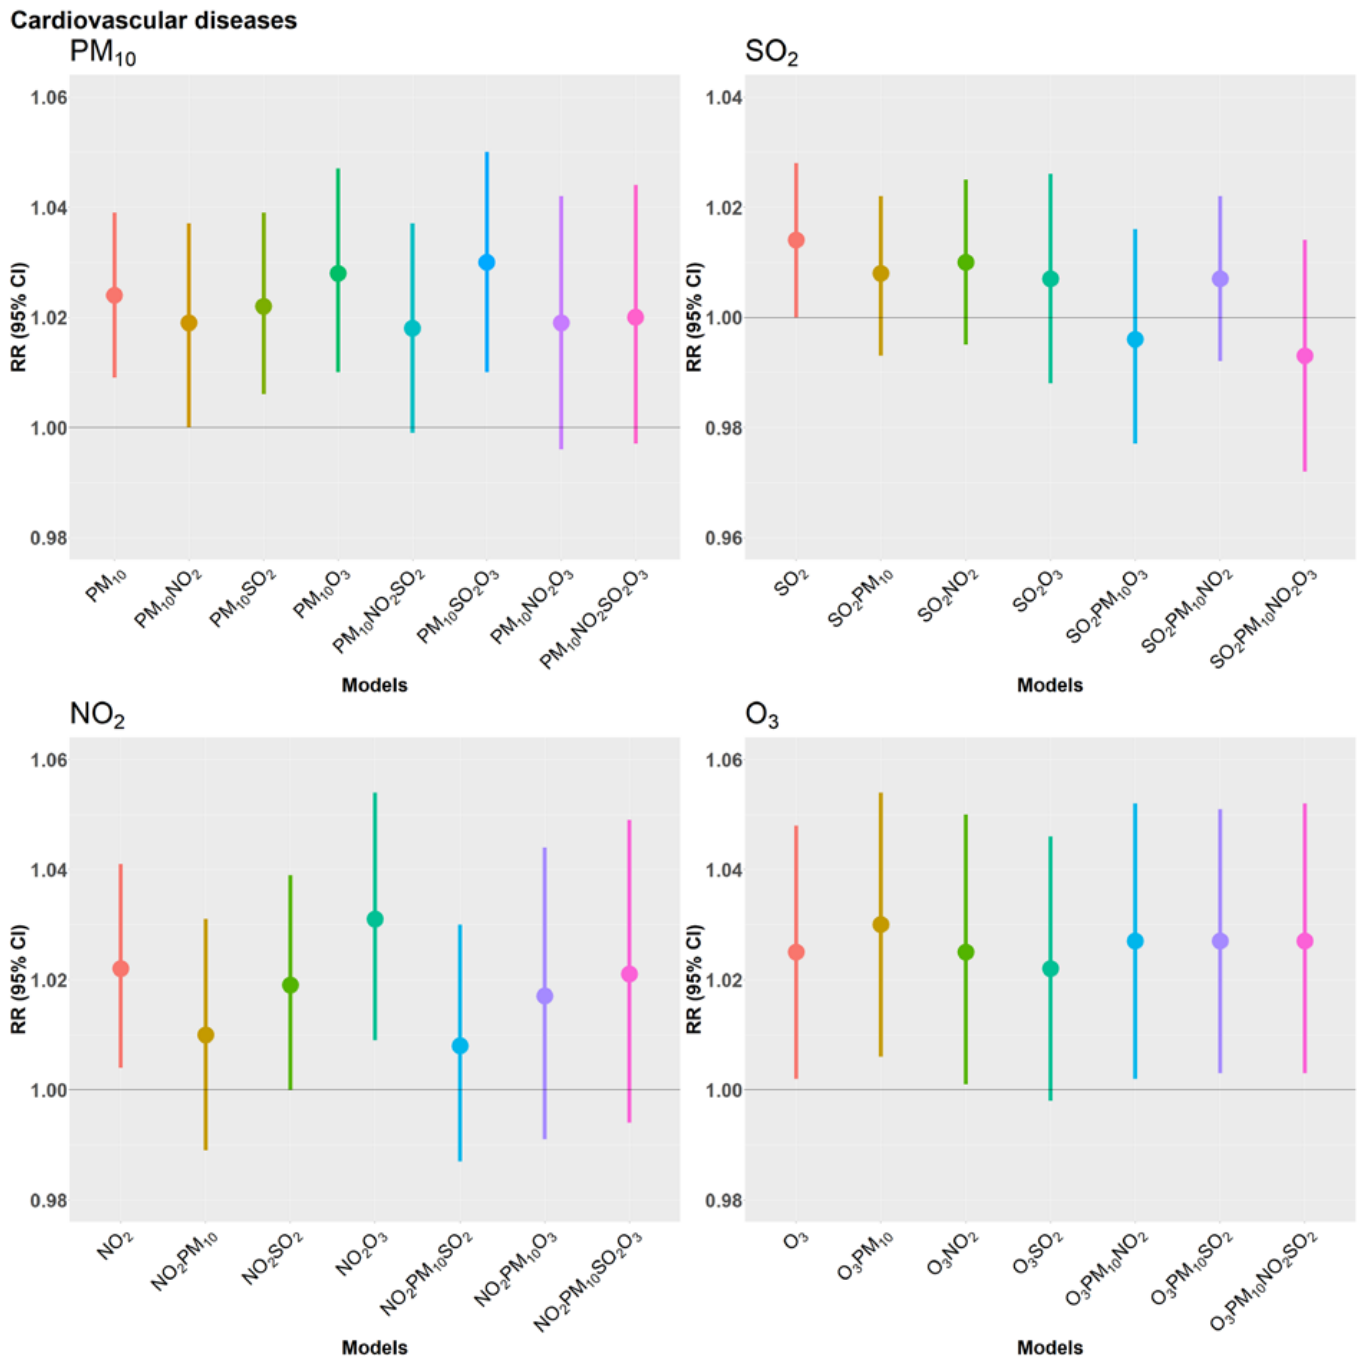 Cardiovascular diseases
PM₁₀
1.06
1.04
1.02
1.00
0.98
RR (95% CI)
PM₁₀
PM₁₀NO₂
PM₁₀SO₂
PM₁₀O₃
PM₁₀NO₂SO₂
PM₁₀SO₂O₃
PM₁₀NO₂O₃
PM₁₀NO₂SO₂O₃
Models
SO₂
1.04
1.02
1.00
0.98
0.96
RR (95% CI)
SO₂
SO₂PM₁₀
SO₂NO₂
SO₂O₃
SO₂PM₁₀O₃
SO₂PM₁₀NO₂
SO₂PM₁₀NO₂O₃
Models
NO₂
1.06
1.04
1.02
1.00
0.98
RR (95% CI)
NO₂
NO₂PM₁₀
NO₂SO₂
NO₂O₃
NO₂PM₁₀SO₂
NO₂PM₁₀O₃
NO₂PM₁₀SO₂O₃
Models
O₃
1.06
1.04
1.02
1.00
0.98
RR (95% CI)
O₃
O₃PM₁₀
O₃NO₂
O₃SO₂
O₃PM₁₀NO₂
O₃PM₁₀SO₂
O₃PM₁₀NO₂SO₂
Models